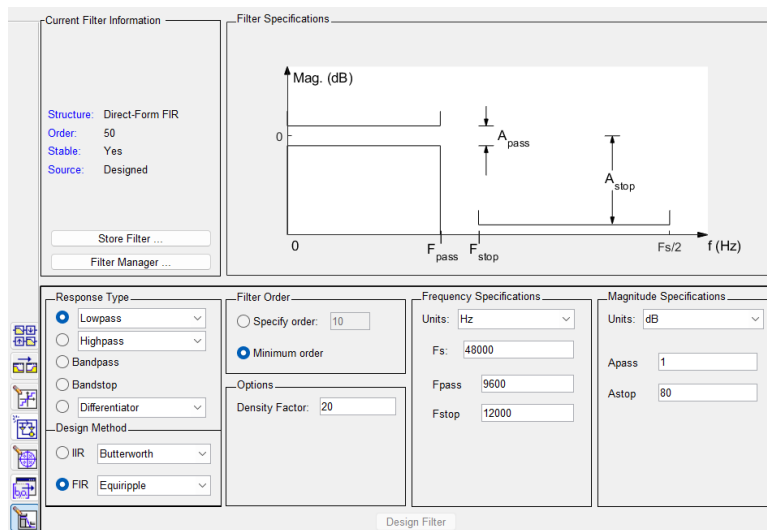 Current Filter Information
Structure: Direct-Form FIR
Order: 50
Stable: Yes
Source: Designed
Store Filter ...
Filter Manager ...
Filter Specifications
Mag. (dB)
0
A pass
A stop
0
F pass
F stop
Fs/2
f (Hz)
Response Type
Lowpass
Highpass
Bandpass
Bandstop
Differentiator
Design Method
IIR Butterworth
FIR Equiripple
Filter Order
Specify order: 10
Minimum order
Options
Density Factor: 20
Frequency Specifications
Units: Hz
Fs: 48000
Fpass 9600
Fstop 12000
Magnitude Specifications
Units: dB
Apass 1
Astop 80
Design Filter